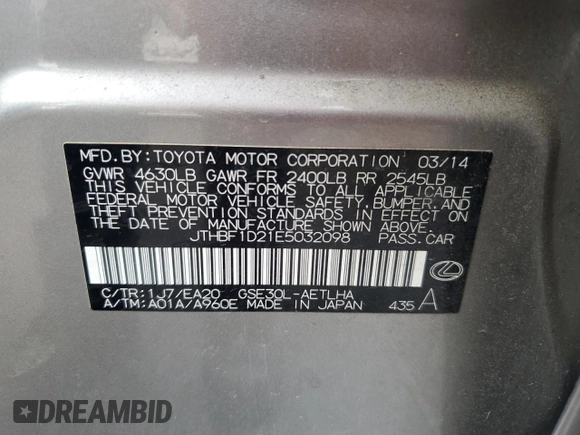 MFD.BY:TOYOTA MOTOR CORPORATION 03/14
GVWR 4630LB GAWR FR 2400LB RR 2545LB
THIS VEHICLE CONFORMS TO ALL APPLICABLE
FEDERAL MOTOR VEHICLE SAFETY,BUMPER,AND
THEFT PREVENTION STANDARDS IN EFFECT ON
THE DATE OF MANUFACTURE SHOWN ABOVE.
JTHBF1D21E5032098 PASS.CAR
C/TR:1J7/EA20 GSE30L-AETLHA
A/TM:A01A/A960E MADE IN JAPAN 435 A
DREAMBID